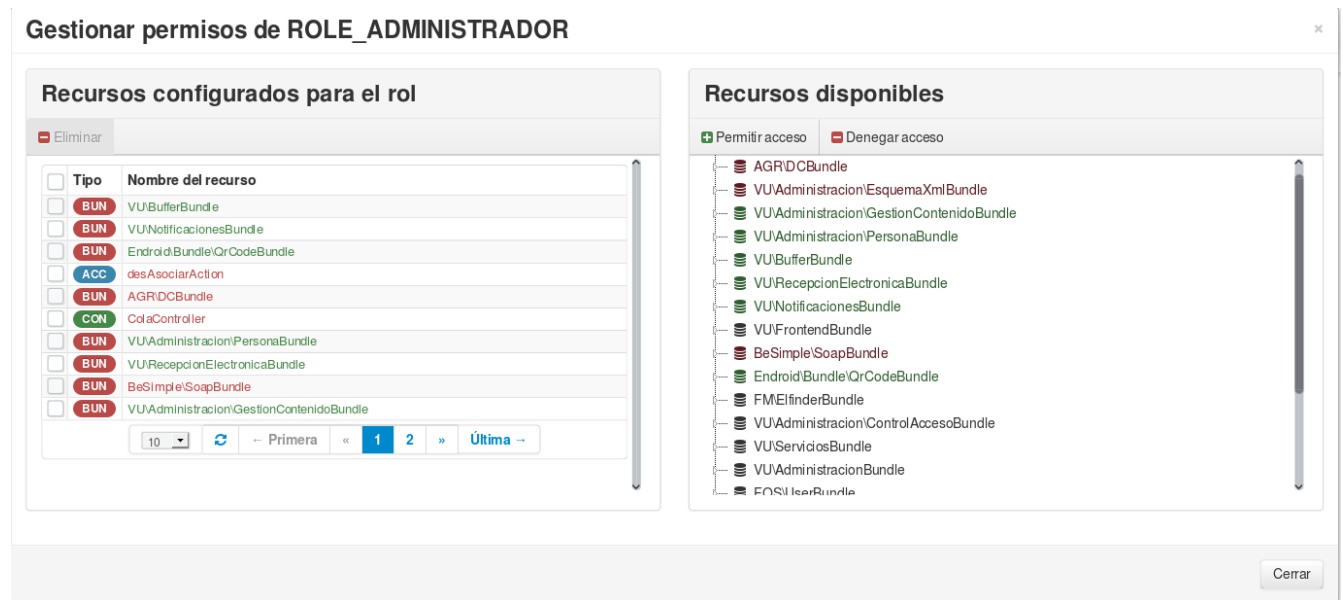 Gestionar permisos de ROLE_ADMINISTRADOR
×
Recursos configurados para el rol
Eliminar
Tipo Nombre del recurso
BUN VU\BufferBundle
BUN VU\NotificacionesBundle
BUN Endroid\Bundle\QrCodeBundle
ACC desAsociarAction
BUN AGR\DCBundle
CON ColaController
BUN VU\Administracion\PersonaBundle
BUN VU\RecepcionElectronicaBundle
BUN BeSimple\SoapBundle
BUN VU\Administracion\GestionContenidoBundle
10 ← Primera « 1 2 » Última →
Recursos disponibles
Permitir acceso Denegar acceso
AGR\DCBundle
VU\Administracion\EsquemaXmlBundle
VU\Administracion\GestionContenidoBundle
VU\Administracion\PersonaBundle
VU\BufferBundle
VU\RecepcionElectronicaBundle
VU\NotificacionesBundle
VU\FrontendBundle
BeSimple\SoapBundle
Endroid\Bundle\QrCodeBundle
FM\ElfinderBundle
VU\Administracion\ControlAccesoBundle
VU\ServiciosBundle
VU\AdministracionBundle
FOS\UserBundle
Cerrar